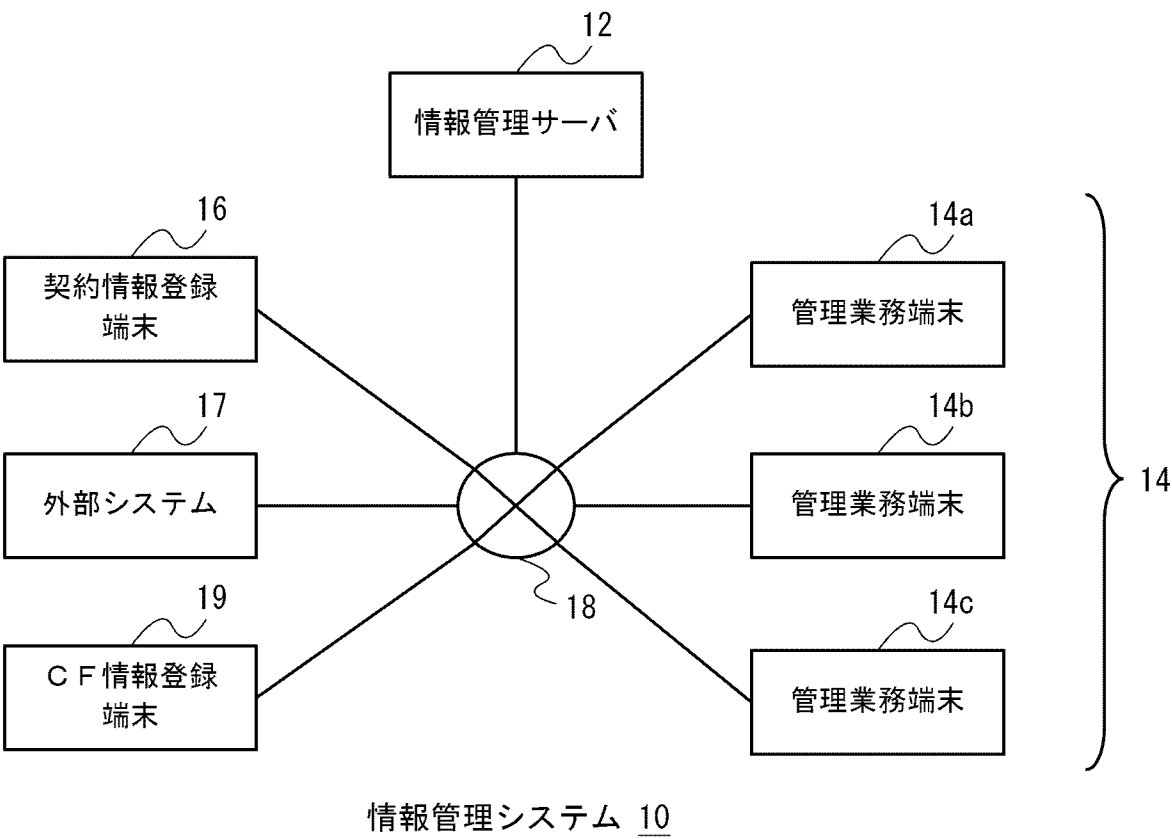 12
情報管理サーバ
16
契約情報登録
端末
14a
管理業務端末
17
外部システム
14b
管理業務端末
14
18
19
ＣＦ情報登録
端末
14c
管理業務端末
情報管理システム 10